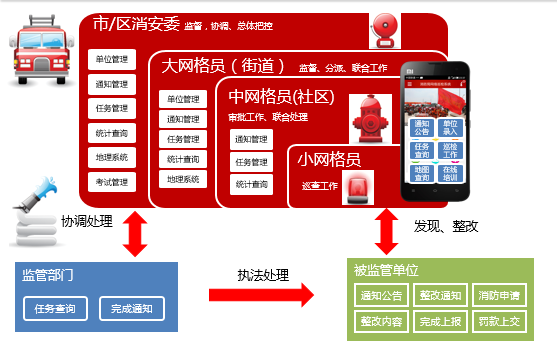 市/区消安委 监督，协调、总体把控
单位管理
通知管理
任务管理
统计查询
地理系统
考试管理
大网格员（街道） 监督、分派、联合工作
单位管理
通知管理
任务管理
统计查询
地理系统
中网格员(社区)
审批工作、联合处理
通知管理
任务管理
统计查询
小网格员
巡查工作
通知公告
单位录入
任务查询
巡检工作
地图查询
在线培训
协调处理
发现、整改
监管部门
任务查询
完成通知
执法处理
被监管单位
通知公告
整改通知
消防申请
整改内容
完成上报
罚款上交